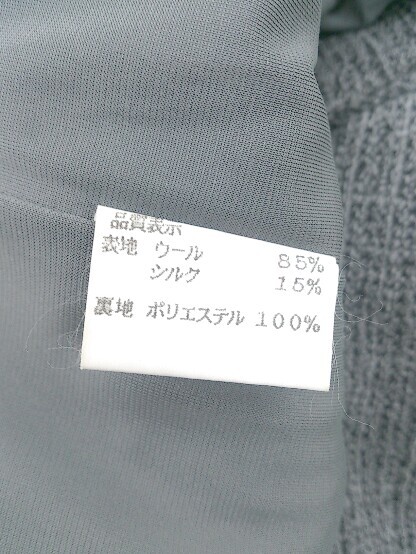 品質表示
表地 ウール 85%
シルク 15%
裏地 ポリエステル 100%